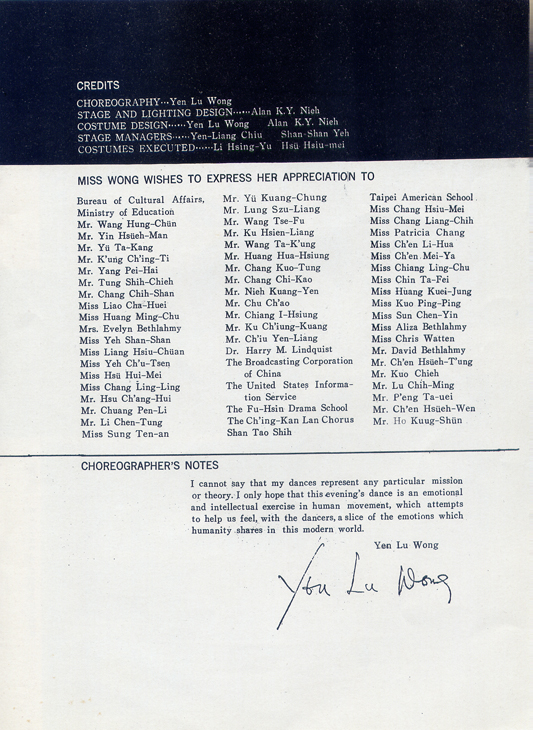 CREDITS
CHOREOGRAPHY···Yen Lu Wong
STAGE AND LIGHTING DESIGN······Alan K.Y. Nieh
COSTUME DESIGN······Yen Lu Wong Alan K.Y. Nieh
STAGE MANAGERS······Yen-Liang Chiu Shan-Shan Yeh
COSTUMES EXECUTED······Li Hsing-Yu Hsü Hsiu-mei
MISS WONG WISHES TO EXPRESS HER APPRECIATION TO
Bureau of Cultural Affairs,
Ministry of Education
Mr. Wang Hung-Chün
Mr. Yin Hsüeh-Man
Mr. Yü Ta-Kang
Mr. K'ung Ch'ing-Ti
Mr. Yang Pei-Hai
Mr. Tung Shih-Chieh
Mr. Chang Chih-Shan
Miss Liao Cha-Huei
Miss Huang Ming-Chu
Mrs. Evelyn Bethlahmy
Miss Yeh Shan-Shan
Miss Liang Hsiu-Chüan
Miss Yeh Ch'u-Tsen
Miss Hsü Hui-Mei
Miss Chang Ling-Ling
Mr. Hsu Ch'ang-Hui
Mr. Chuang Pen-Li
Mr. Li Chen-Tung
Miss Sung Ten-an
Mr. Yü Kuang-Chung
Mr. Lung Szu-Liang
Mr. Wang Tse-Fu
Mr. Ku Hsien-Liang
Mr. Wang Ta-K'ung
Mr. Huang Hua-Hsiung
Mr. Chang Kuo-Tung
Mr. Chang Chi-Kao
Mr. Nieh Kuang-Yen
Mr. Chu Ch'ao
Mr. Chiang I-Hsiung
Mr. Ku Ch'iung-Kuang
Mr. Ch'iu Yen-Liang
Dr. Harry M. Lindquist
The Broadcasting Corporation
of China
The United States Informa-
tion Service
The Fu-Hsin Drama School
The Ch'ing-Kan Lan Chorus
Shan Tao Shih
Taipei American School
Miss Chang Hsiu-Mei
Miss Chang Liang-Chih
Miss Patricia Chang
Miss Ch'en Li-Hua
Miss Ch'en Mei-Ya
Miss Chiang Ling-Chu
Miss Chin Ta-Fei
Miss Huang Kuei-Jung
Miss Kuo Ping-Ping
Miss Sun Chen-Yin
Miss Aliza Bethlahmy
Miss Chris Watten
Mr. David Bethlahmy
Mr. Ch'en Hsüeh-T'ung
Mr. Kuo Chieh
Mr. Lu Chih-Ming
Mr. P'eng Ta-uei
Mr. Ch'en Hsüeh-Wen
Mr. Ho Kuug-Shün
CHOREOGRAPHER'S NOTES
I cannot say that my dances represent any particular mission
or theory. I only hope that this evening's dance is an emotional
and intellectual exercise in human movement, which attempts
to help us feel, with the dancers, a slice of the emotions which
humanity shares in this modern world.
Yen Lu Wong
Yen Lu Wong